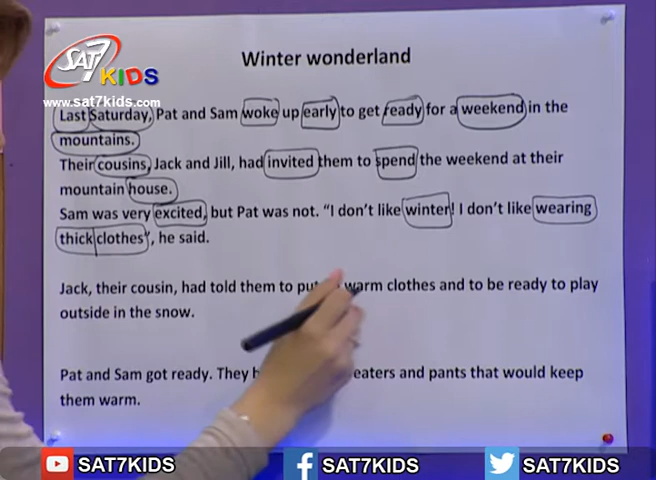 Winter wonderland
SAT7
KIDS
www.sat7kids.com
Last Saturday, Pat and Sam woke up early to get ready for a weekend in the
mountains.
Their cousins, Jack and Jill, had invited them to spend the weekend at their
mountain house.
Sam was very excited, but Pat was not. "I don't like winter! I don't like wearing
thick clothes", he said.
Jack, their cousin, had told them to warm clothes and to be ready to play
outside in the snow.
Pat and Sam got ready. They and pants that would keep
them warm.
SAT7KIDS
SAT7KIDS
SAT7KIDS